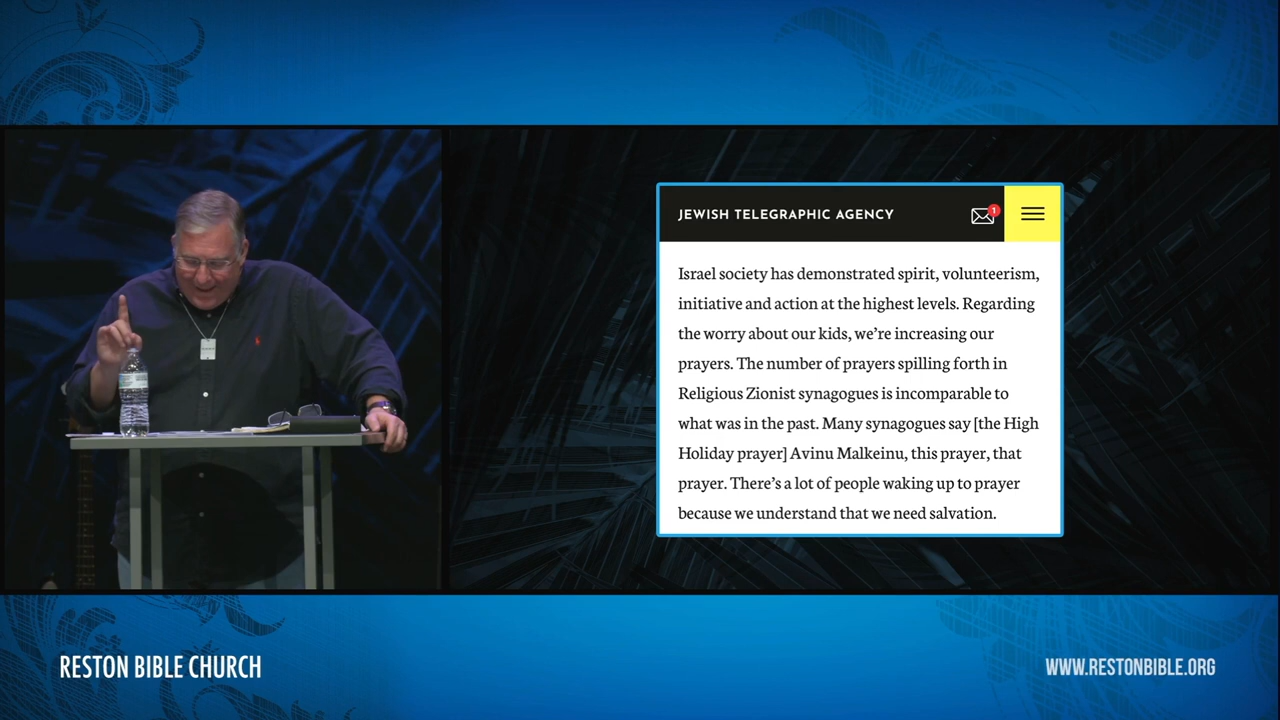 JEWISH TELEGRAPHIC AGENCY
1
Israel society has demonstrated spirit, volunteerism,
initiative and action at the highest levels. Regarding
the worry about our kids, we’re increasing our
prayers. The number of prayers spilling forth in
Religious Zionist synagogues is incomparable to
what was in the past. Many synagogues say [the High
Holiday prayer] Avinu Malkeinu, this prayer, that
prayer. There’s a lot of people waking up to prayer
because we understand that we need salvation.
RESTON BIBLE CHURCH
WWW.RESTONBIBLE.ORG